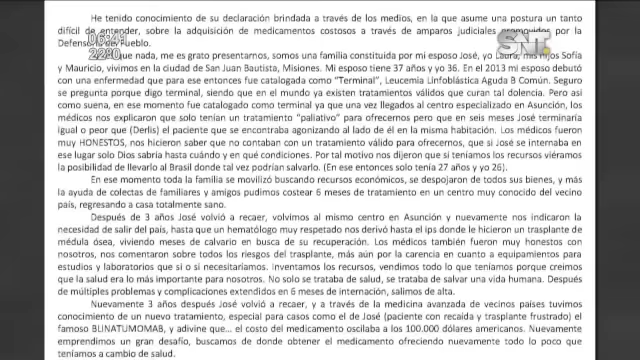 He tenido conocimiento de su declaración brindada a través de los medios, en la que asume una postura un tanto
difícil de entender, sobre la adquisición de medicamentos costosos a través de amparos judiciales promovidos por la
Defensoría del Pueblo.
que nada, me es grato presentarnos, somos una familia constituida por mi esposo José, yo Laura, mis hijos Sofía
y Mauricio, vivimos en la ciudad de San Juan Bautista, Misiones. Mi esposo tiene 37 años y yo 36. En el 2013 mi esposo debutó
con una enfermedad que para ese entonces fue catalogada como "Terminal", Leucemia Linfoblástica Aguda B Común. Seguro
se pregunta porque digo terminal, siendo que en el mundo ya existen tratamientos válidos que curan tal dolencia. Pero así
como suena, en ese momento fue catalogado como terminal ya que una vez llegados al centro especializado en Asunción, los
médicos nos explicaron que solo tenían un tratamiento "paliativo" para ofrecernos pero que en seis meses José terminaría
igual o peor que (Derlis) el paciente que se encontraba agonizando al lado de él en la misma habitación. Los médicos fueron
muy HONESTOS, nos hicieron saber que no contaban con un tratamiento válido para ofrecernos, que si José se internaba en
ese lugar solo Dios sabría hasta cuándo y en qué condiciones. Por tal motivo nos dijeron que si teníamos los recursos viéramos
la posibilidad de llevarlo al Brasil donde tal vez podrían salvarlo. (En ese entonces solo tenía 27 años y yo 26).
En ese momento toda la familia se movilizó buscando recursos económicos, se despojaron de todos sus bienes, y más
la ayuda de colectas de familiares y amigos pudimos costear 6 meses de tratamiento en un centro muy conocido del vecino
país, regresando a casa totalmente sano.
Después de 3 años José volvió a recaer, volvimos al mismo centro en Asunción y nuevamente nos indicaron la
necesidad de salir del país, hasta que un hematólogo muy respetado nos derivó hasta el ips donde le hicieron un trasplante de
médula ósea, viviendo meses de calvario en busca de su recuperación. Los médicos también fueron muy honestos con
nosotros, nos comentaron sobre todos los riesgos del trasplante, más aún por la carencia en cuanto a equipamientos para
estudios y laboratorios que si o si necesitaríamos. Inventamos los recursos, vendimos todo lo que teníamos porque creimos
que la salud era lo más importante para nosotros. No solo se trataba de salud, se trataba de salvar una vida humana. Después
de múltiples problemas y complicaciones extendidos en 6 meses de internación, salimos de alta.
Nuevamente 3 años después José volvió a recaer, y a través de la medicina avanzada de vecinos países tuvimos
conocimiento de un nuevo tratamiento, especial para casos como el de José (paciente con recaída y trasplante frustrado) el
famoso BLINATUMOMAB, y adivine que... el costo del medicamento oscilaba a los 100.000 dólares americanos. Nuevamente
emprendimos un gran desafío, buscamos en donde obtener el medicamento ofreciendo nuevamente todo lo poco que
teníamos a cambio de salud.
SNT